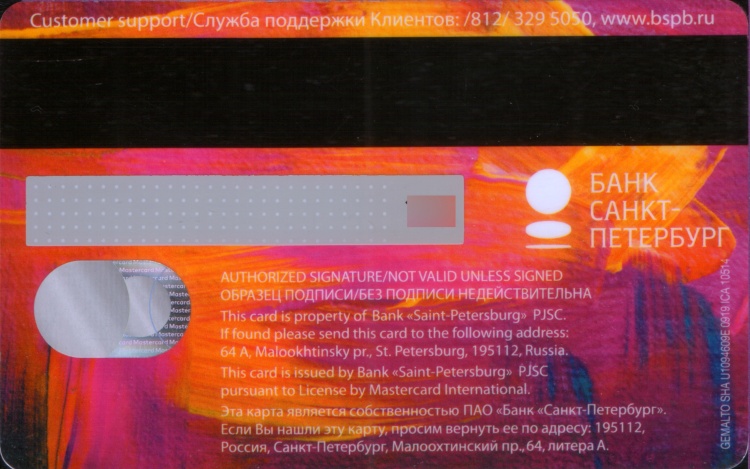 Customer support/Служба поддержки Клиентов: /812/ 329 5050, www.bspb.ru
БАНК
САНКТ-
ПЕТЕРБУРГ
AUTHORIZED SIGNATURE/NOT VALID UNLESS SIGNED
ОБРАЗЕЦ ПОДПИСИ/БЕЗ ПОДПИСИ НЕДЕЙСТВИТЕЛЬНА
This card is property of Bank «Saint-Petersburg» PJSC.
If found please send this card to the following address:
64 A, Malookhtinsky pr., St. Petersburg, 195112, Russia.
This card is issued by Bank «Saint-Petersburg» PJSC
pursuant to License by Mastercard International.
Эта карта является собственностью ПАО «Банк «Санкт-Петербург».
Если Вы нашли эту карту, просим вернуть ее по адресу: 195112,
Россия, Санкт-Петербург, Малоохтинский пр., 64, литера А.
GEMALTO SHA U1094609E 0919 ICA 10514